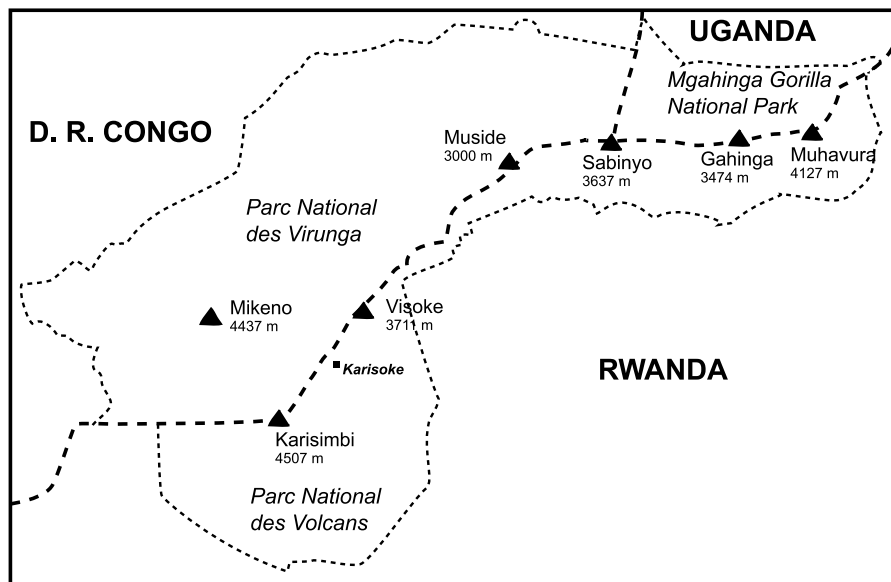 UGANDA
Mgahinga Gorilla
National Park
D. R. CONGO
Muside
3000 m
Sabinyo
3637 m
Gahinga
3474 m
Muhavura
4127 m
Parc National
des Virunga
Mikeno
4437 m
Visoke
3711 m
Karisoke
RWANDA
Karisimbi
4507 m
Parc National
des Volcans